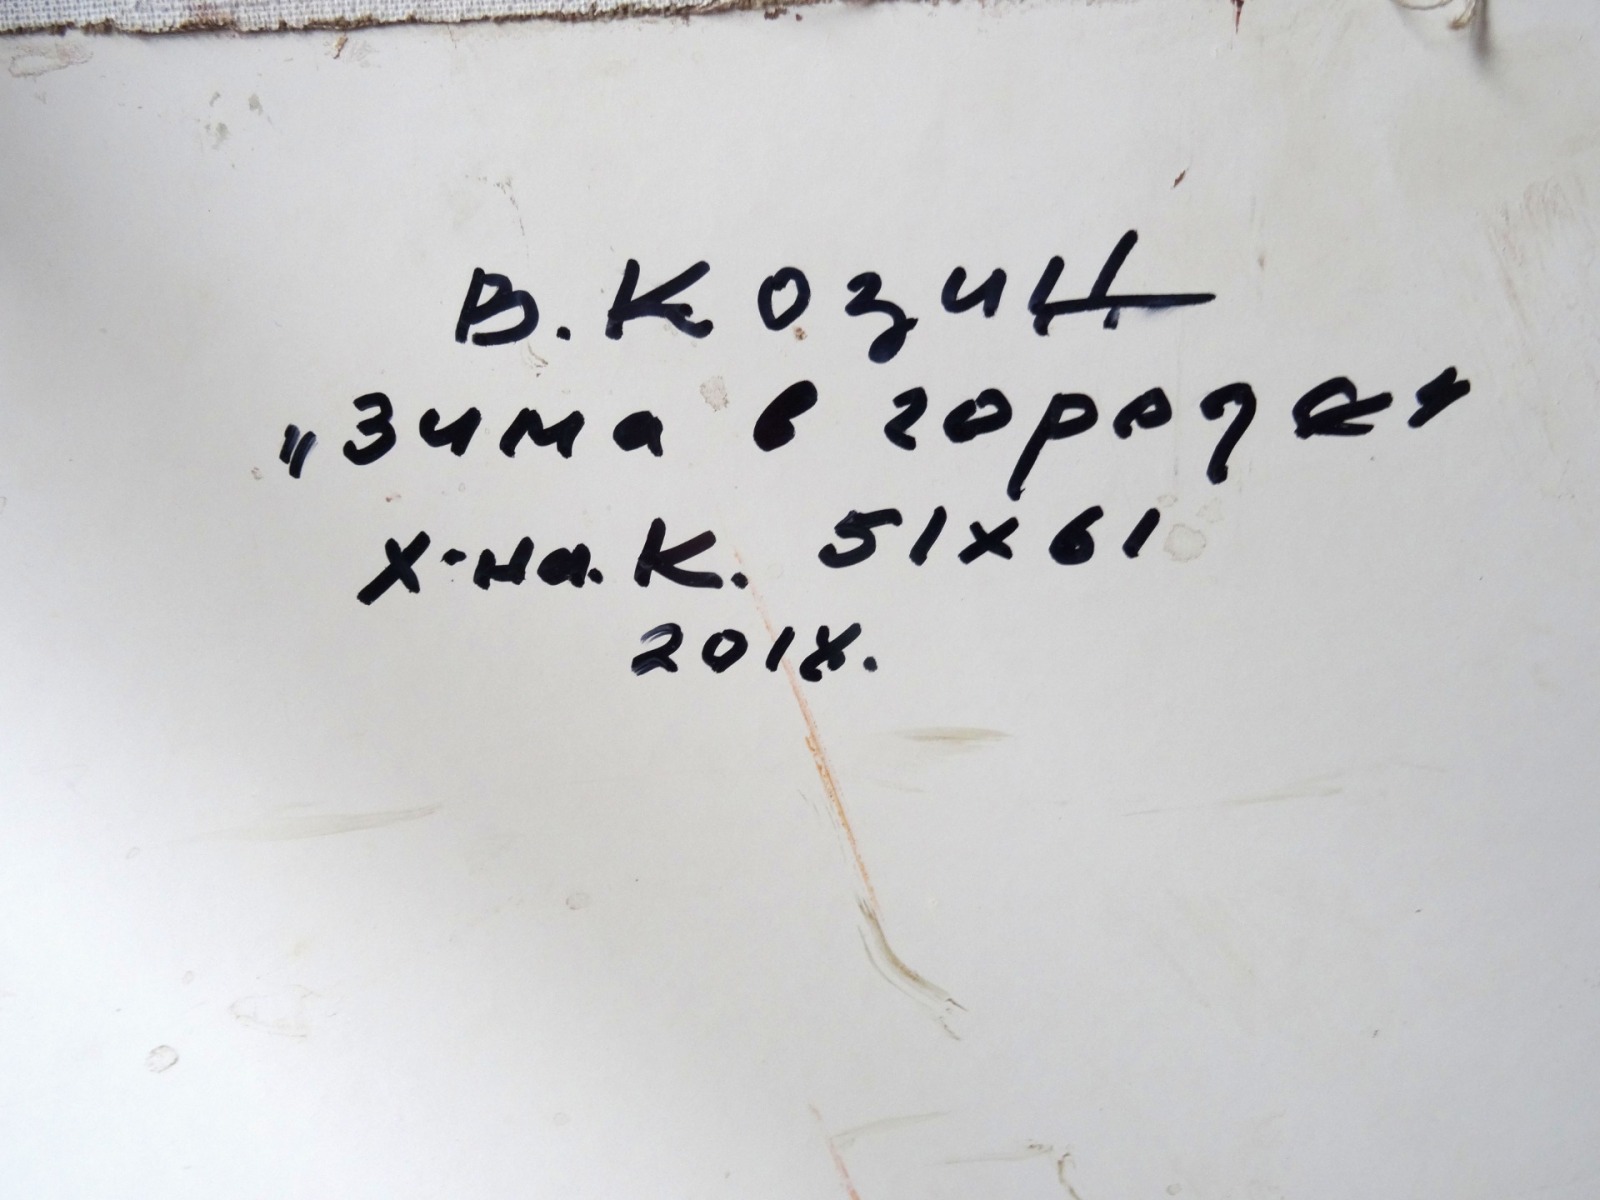 В. Козин
„Зима в городе"
х-на. К. 51х61
2018.